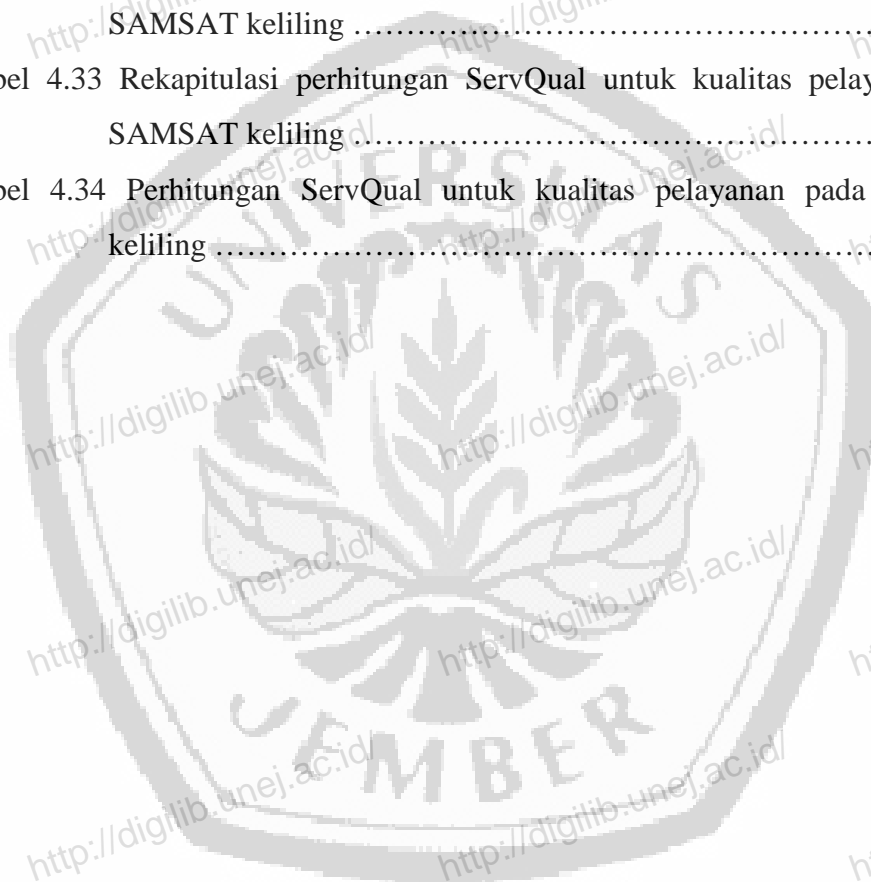 SAMSAT keliling ……………………………………………
bel 4.33 Rekapitulasi perhitungan ServQual untuk kualitas pelay
SAMSAT keliling ……………………………………………
bel 4.34 Perhitungan ServQual untuk kualitas pelayanan pada
keliling …………………………………………………………
UNIVERSITAS
JEMBER
http://digilib.unej.ac.id/
http://digilib.unej.ac.id/
http://digilib.unej.ac.id/
http://digilib.unej.ac.id/
http://digilib.unej.ac.id/
http://digilib.unej.ac.id/
http://digilib.unej.ac.id/
http://digilib.unej.ac.id/